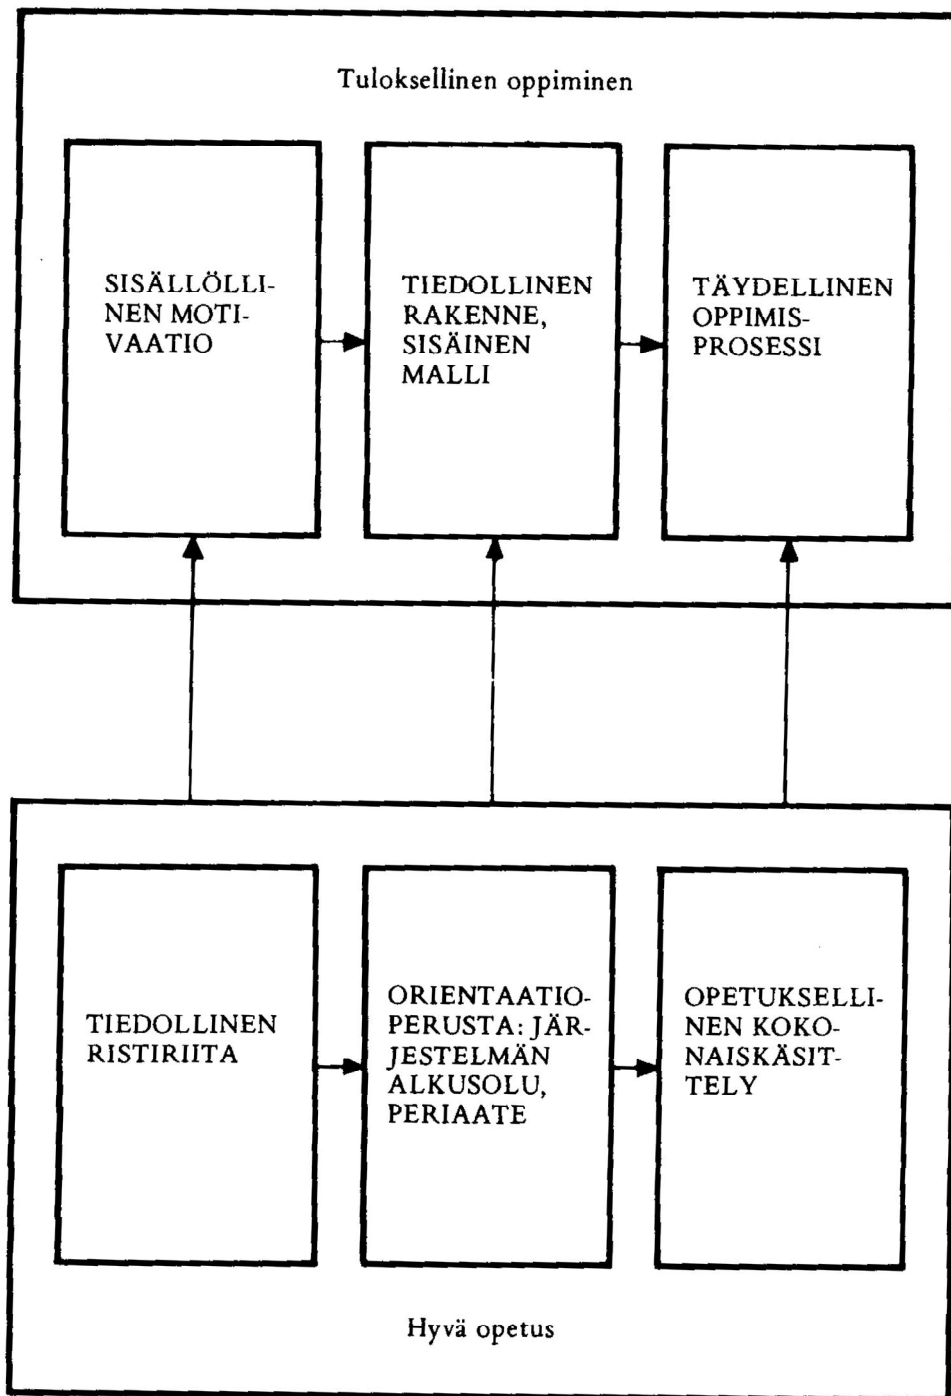 Tuloksellinen oppiminen
SISÄLLÖLLI-
NEN MOTI-
VAATIO
TIEDOLLINEN
RAKENNE,
SISÄINEN
MALLI
TÄYDELLINEN
OPPIMIS-
PROSESSI
TIEDOLLINEN
RISTIRIITA
ORIENTAATIO-
PERUSTA: JÄR-
JESTELMÄN
ALKUSOLU,
PERIAATE
OPETUKSELLI-
NEN KOKO-
NAISKÄSIT-
TELY
Hyvä opetus